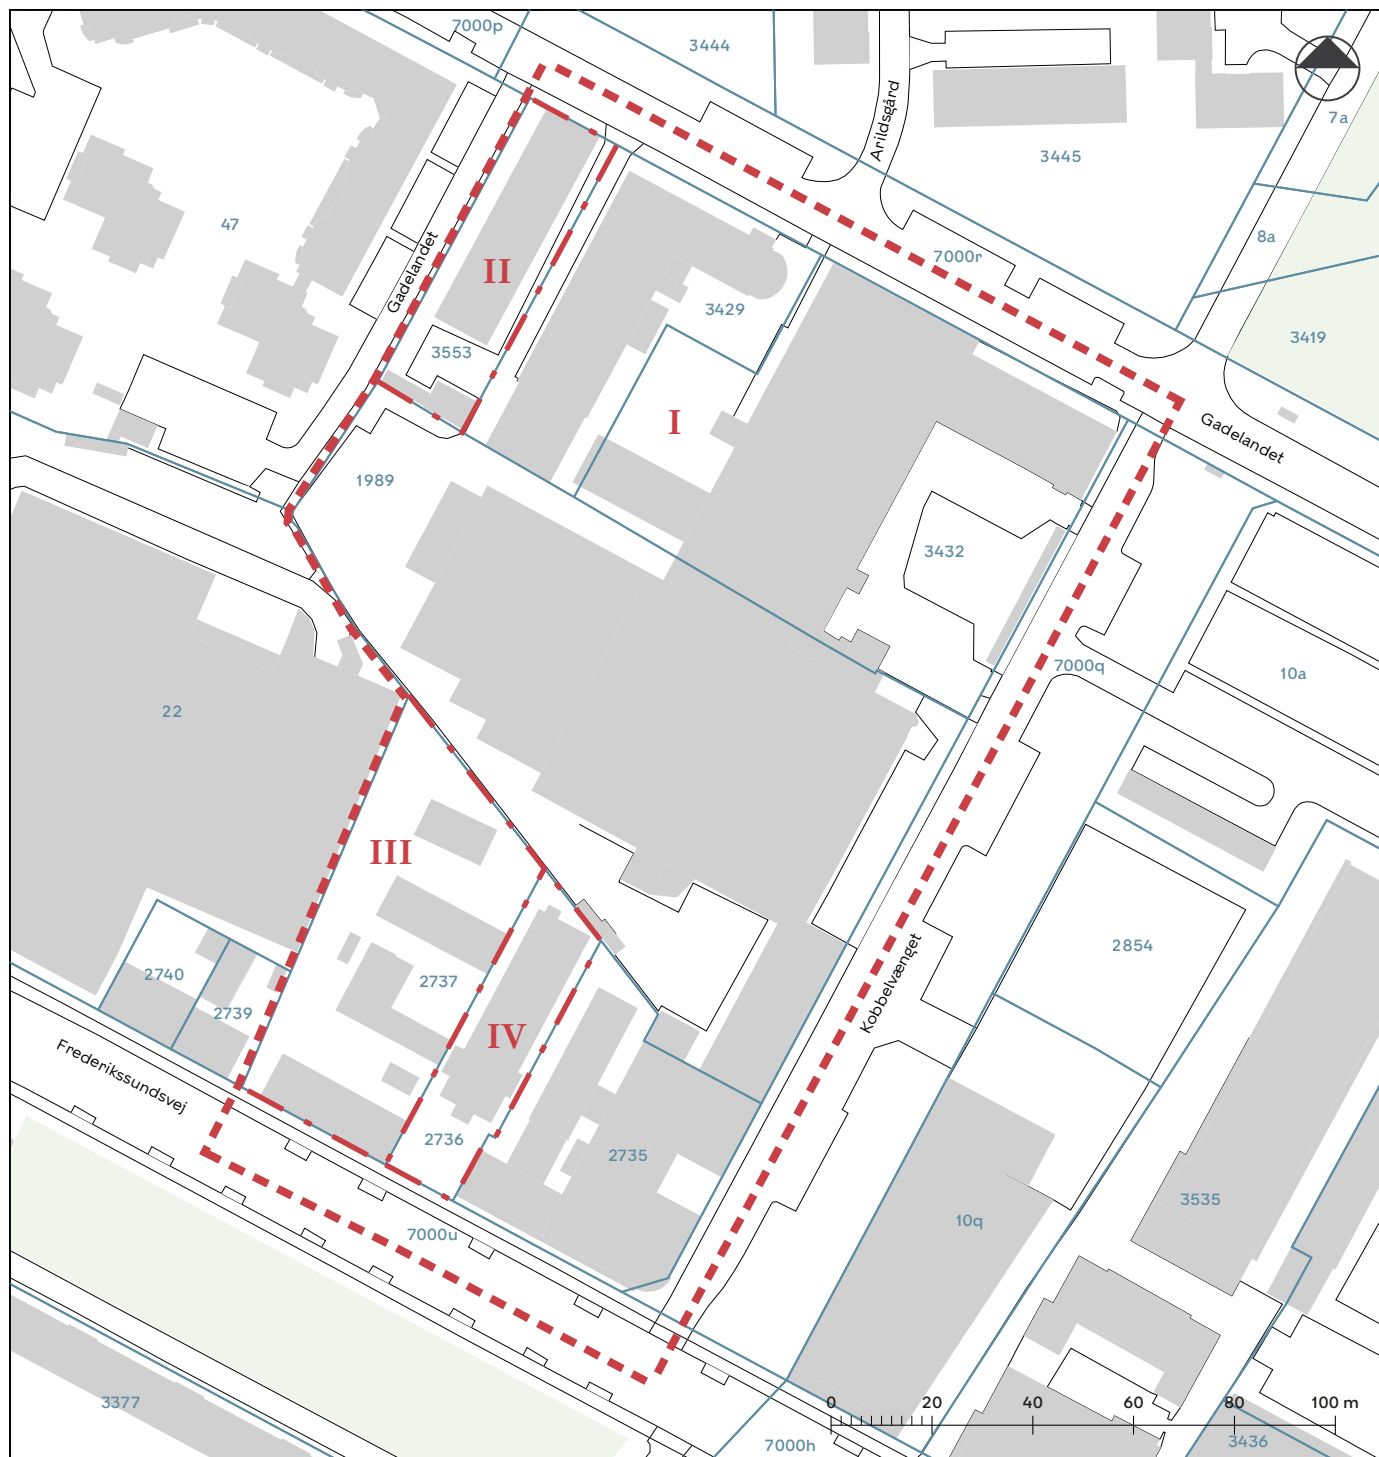 7000p
3444
7a
Arildsgård
3445
47
8a
7000r
Gadelandet
II
3429
3419
3553
I
Gadelandet
1989
3432
7000q
10a
22
III
2854
2740
2737
2739
Kobbelvænget
IV
Frederikssundsvej
2736
2735
3535
10q
7000u
3377
0 20 40 60 80 100 m
7000h
3436